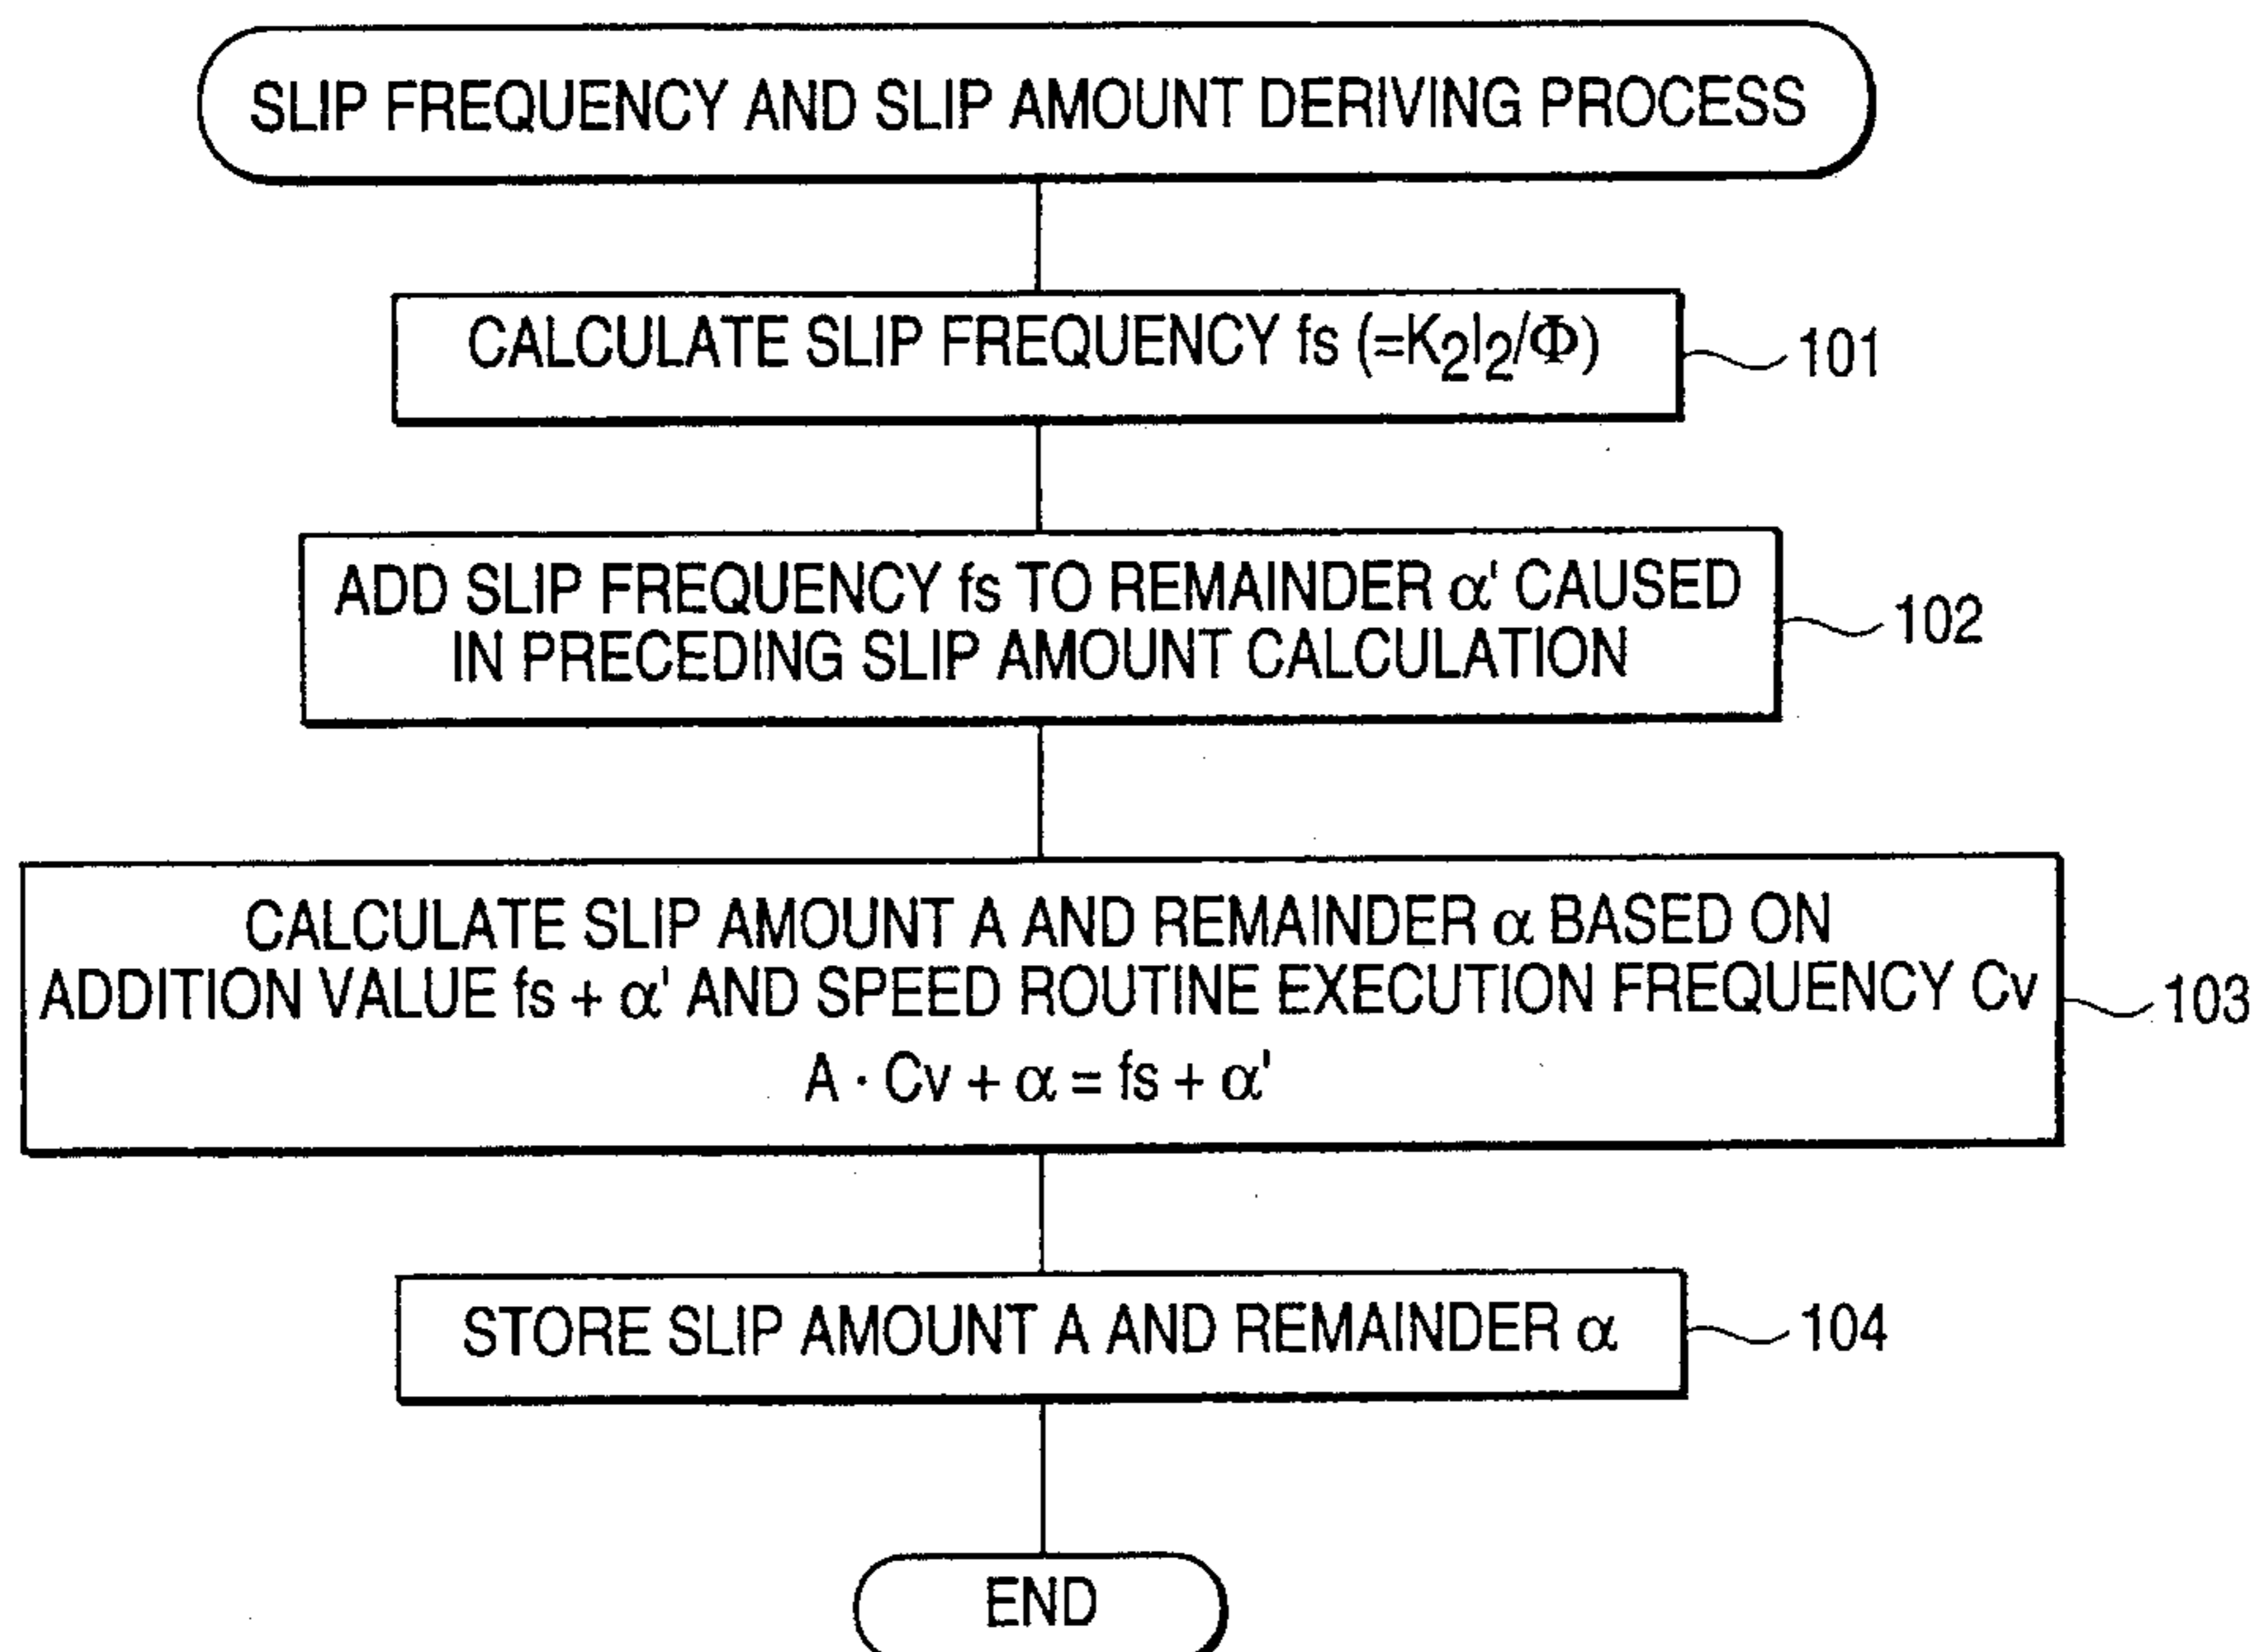 SLIP FREQUENCY AND SLIP AMOUNT DERIVING PROCESS
CALCULATE SLIP FREQUENCY fs (=K₂I₂/Φ)
101
ADD SLIP FREQUENCY fs TO REMAINDER α' CAUSED
IN PRECEDING SLIP AMOUNT CALCULATION
102
CALCULATE SLIP AMOUNT A AND REMAINDER α BASED ON
ADDITION VALUE fs + α' AND SPEED ROUTINE EXECUTION FREQUENCY Cv
A · Cv + α = fs + α'
103
STORE SLIP AMOUNT A AND REMAINDER α
104
END